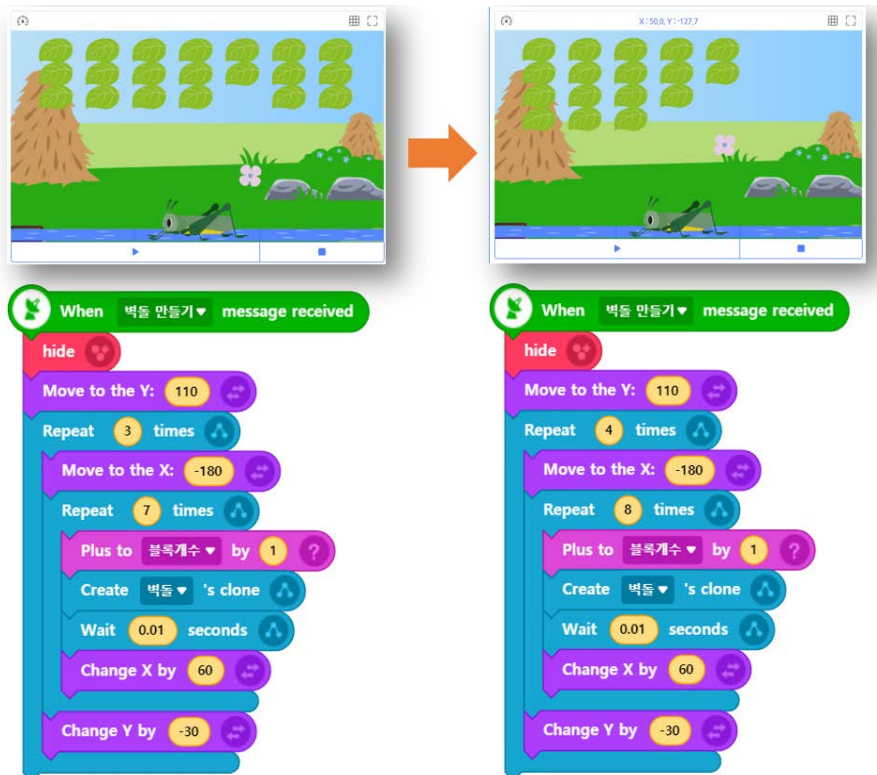 X : 50.0, Y : -127.7
When 벽돌 만들기▼ message received
hide
Move to the Y: 110
Repeat 3 times
Move to the X: -180
Repeat 7 times
Plus to 블록개수 ▼ by 1 ?
Create 벽돌▼ 's clone
Wait 0.01 seconds
Change X by 60
Change Y by -30
When 벽돌 만들기▼ message received
hide
Move to the Y: 110
Repeat 4 times
Move to the X: -180
Repeat 8 times
Plus to 블록개수 ▼ by 1 ?
Create 벽돌▼ 's clone
Wait 0.01 seconds
Change X by 60
Change Y by -30